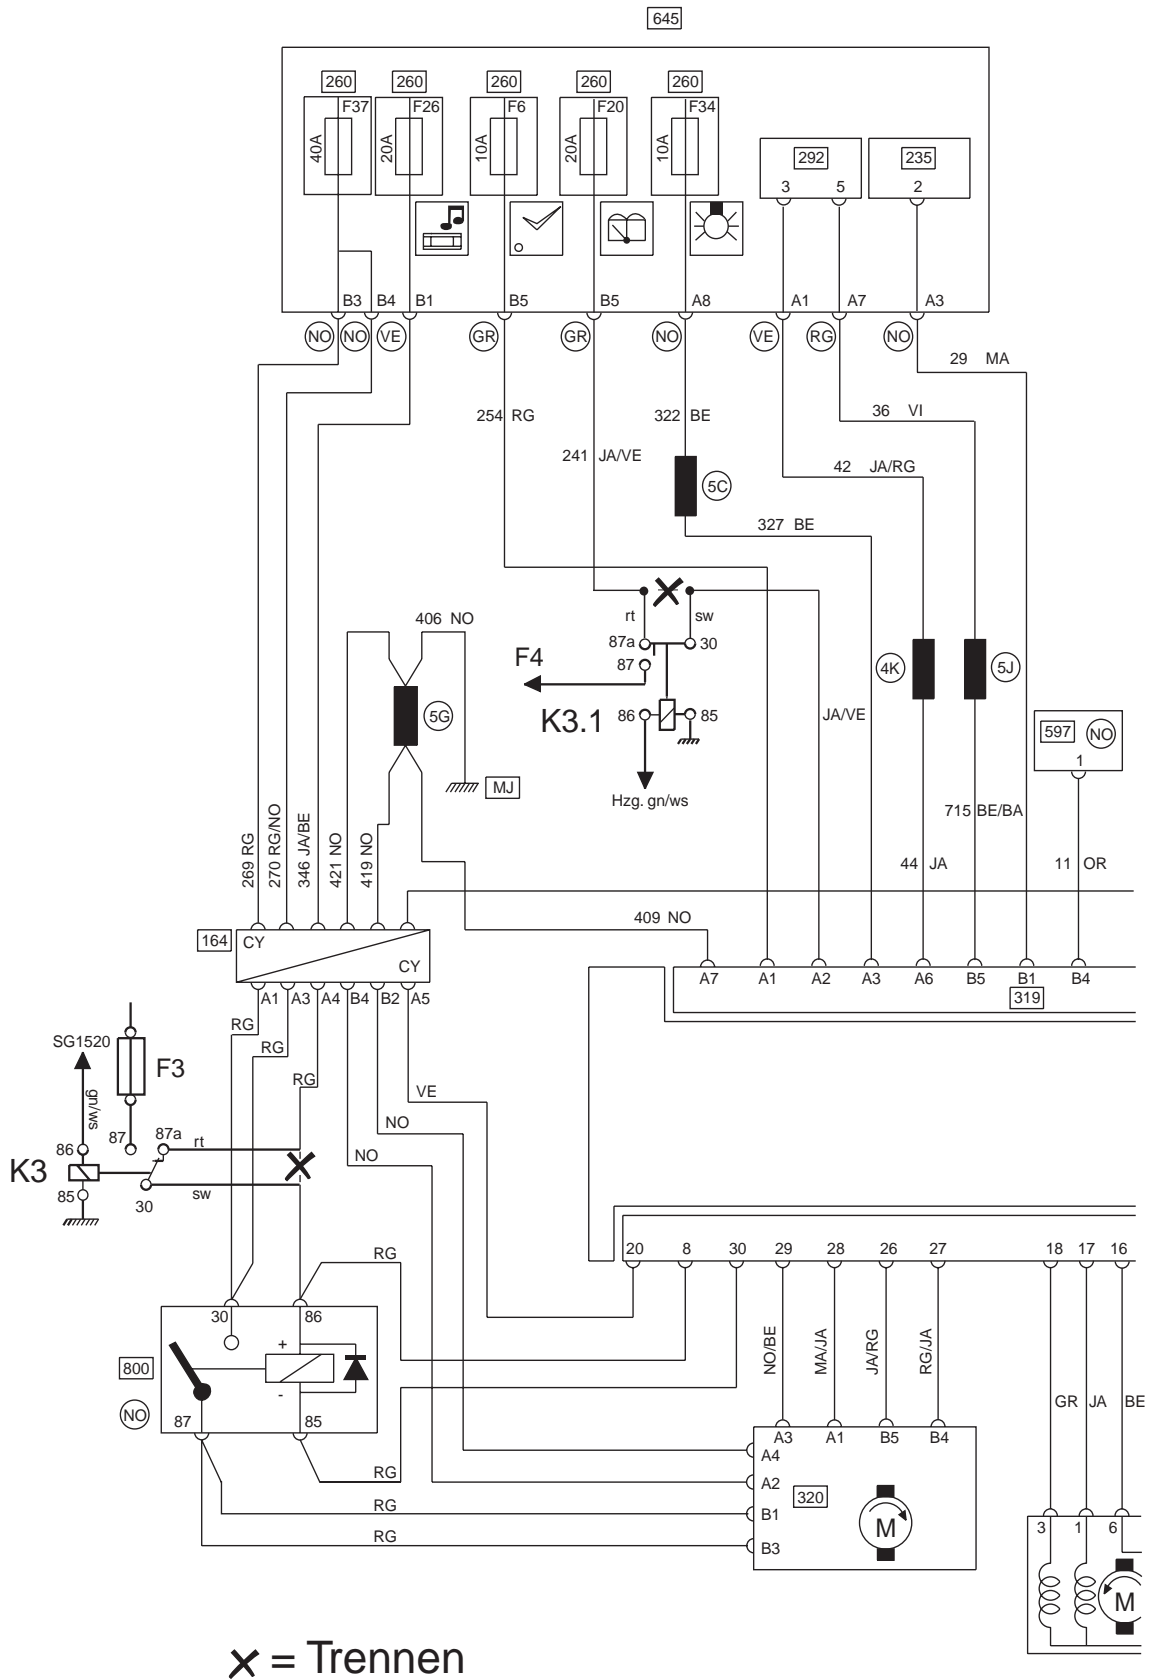 645
260 260 260 260 260
F37 F26 F6 F20 F34
40A 20A 10A 20A 10A
292 235
3 5 2
B3 B4 B1 B5 B5 A8 A1 A7 A3
NO NO VE GR GR NO VE RG NO
29 MA
36 VI
254 RG
322 BE
241 JA/VE
42 JA/RG
5C
327 BE
406 NO
rt sw
87a 30
F4
87
4K 5J
5G
K3.1
86 85
JA/VE
597 NO
1
MJ
Hzg. gn/ws
715 BE/BA
269 RG
270 RG/NO
346 JA/BE
421 NO
419 NO
44 JA
11 OR
409 NO
164 CY
CY
A7 A1 A2 A3 A6 B5 B1 B4
319
A1 A3 A4 B4 B2 A5
RG
RG
RG
SG1520
F3
gn/ws
VE
NO
NO
87 87a
rt
86
K3
85
30
sw
RG
20 8 30 29 28 26 27 18 17 16
30 86
+
800
-
NO
87 85
NO/BE
MA/JA
JA/RG
RG/JA
GR JA BE
A3 A1 B5 B4
A4
A2
B1
B3
320
M
RG
RG
RG
3 1 6
M
x = Trennen